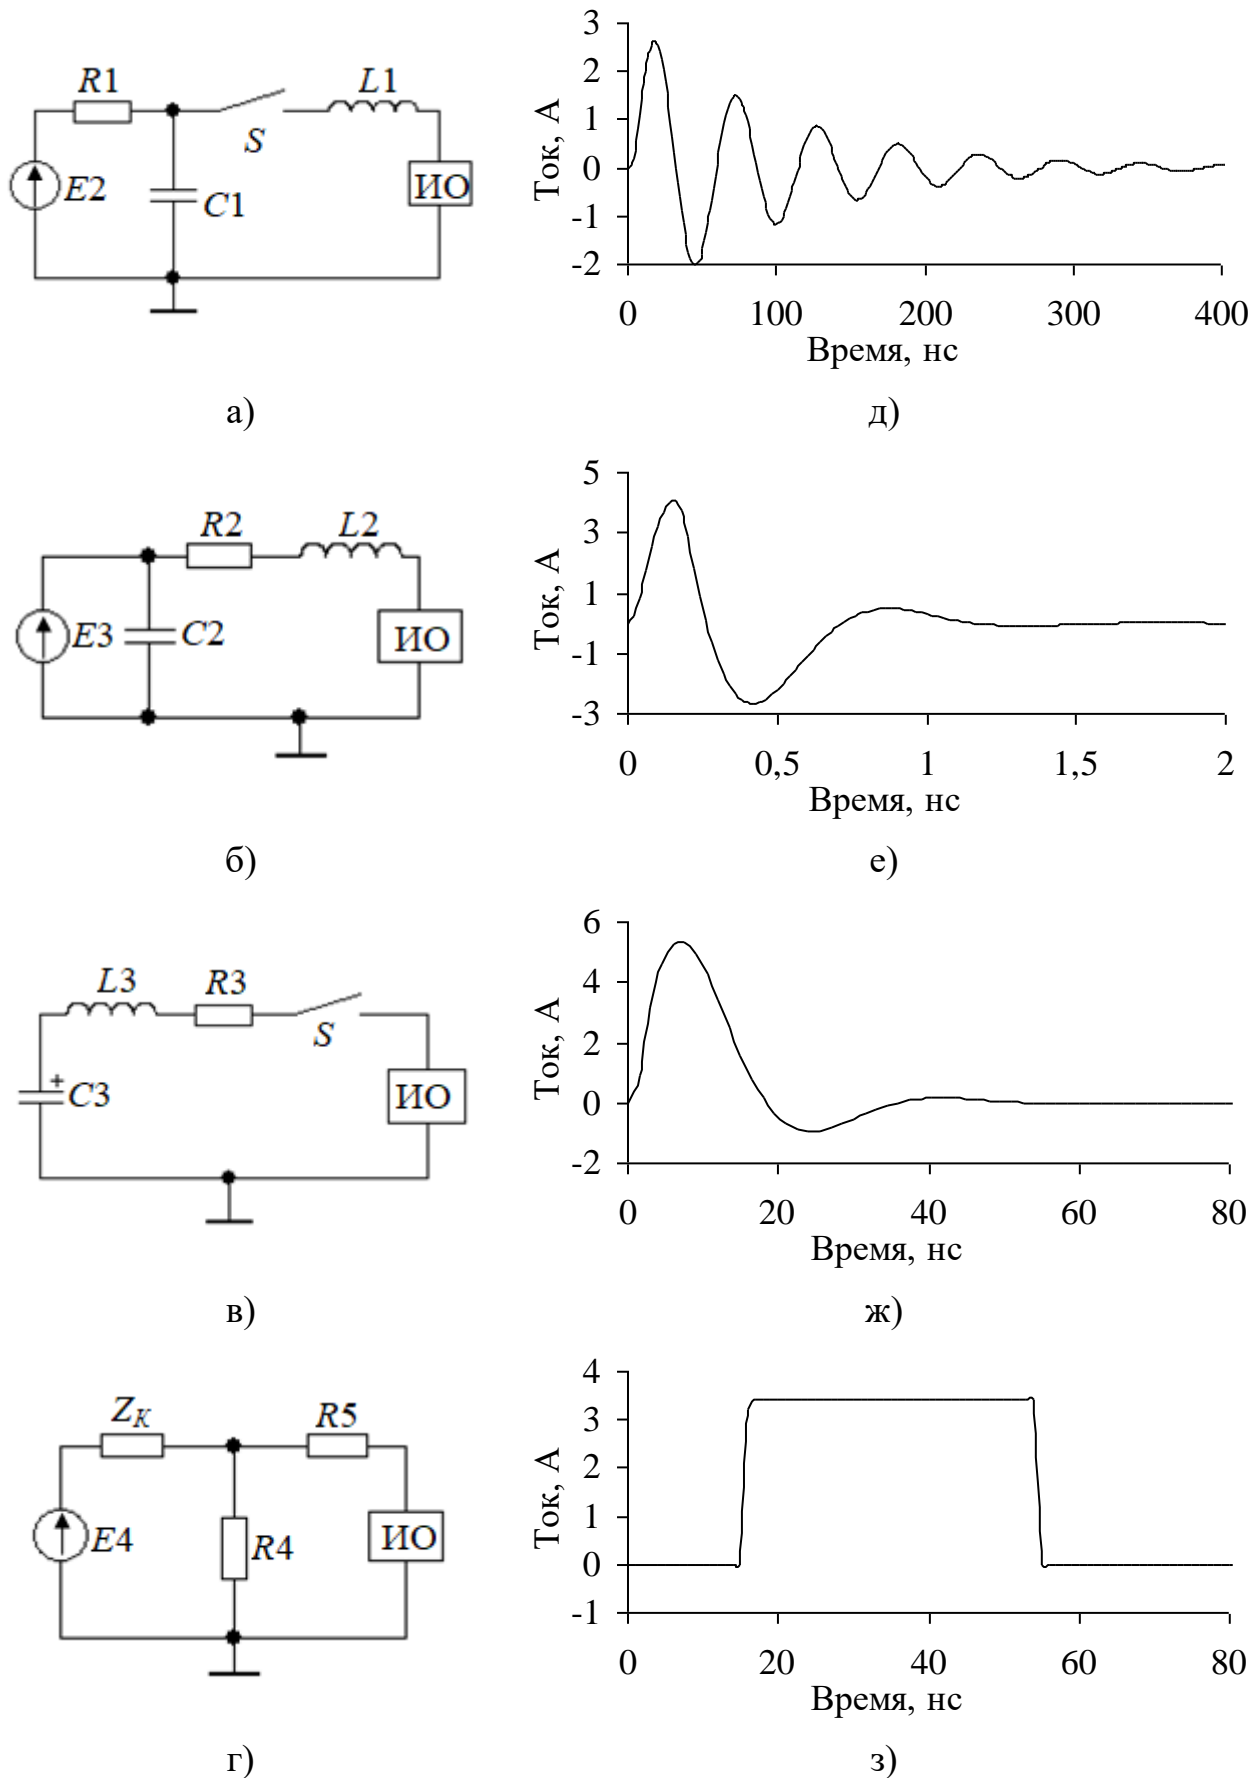 R1
L1
S
E2
C1
ИО
а)
3
2
1
0
-1
-2
Ток, А
0 100 200 300 400
Время, нс
д)
R2
L2
E3
C2
ИО
б)
5
3
1
-1
-3
Ток, А
0 0,5 1 1,5 2
Время, нс
е)
L3
R3
S
+
C3
ИО
в)
6
4
2
0
-2
Ток, А
0 20 40 60 80
Время, нс
ж)
ZK
R5
E4
R4
ИО
г)
4
3
2
1
0
-1
Ток, А
0 20 40 60 80
Время, нс
з)